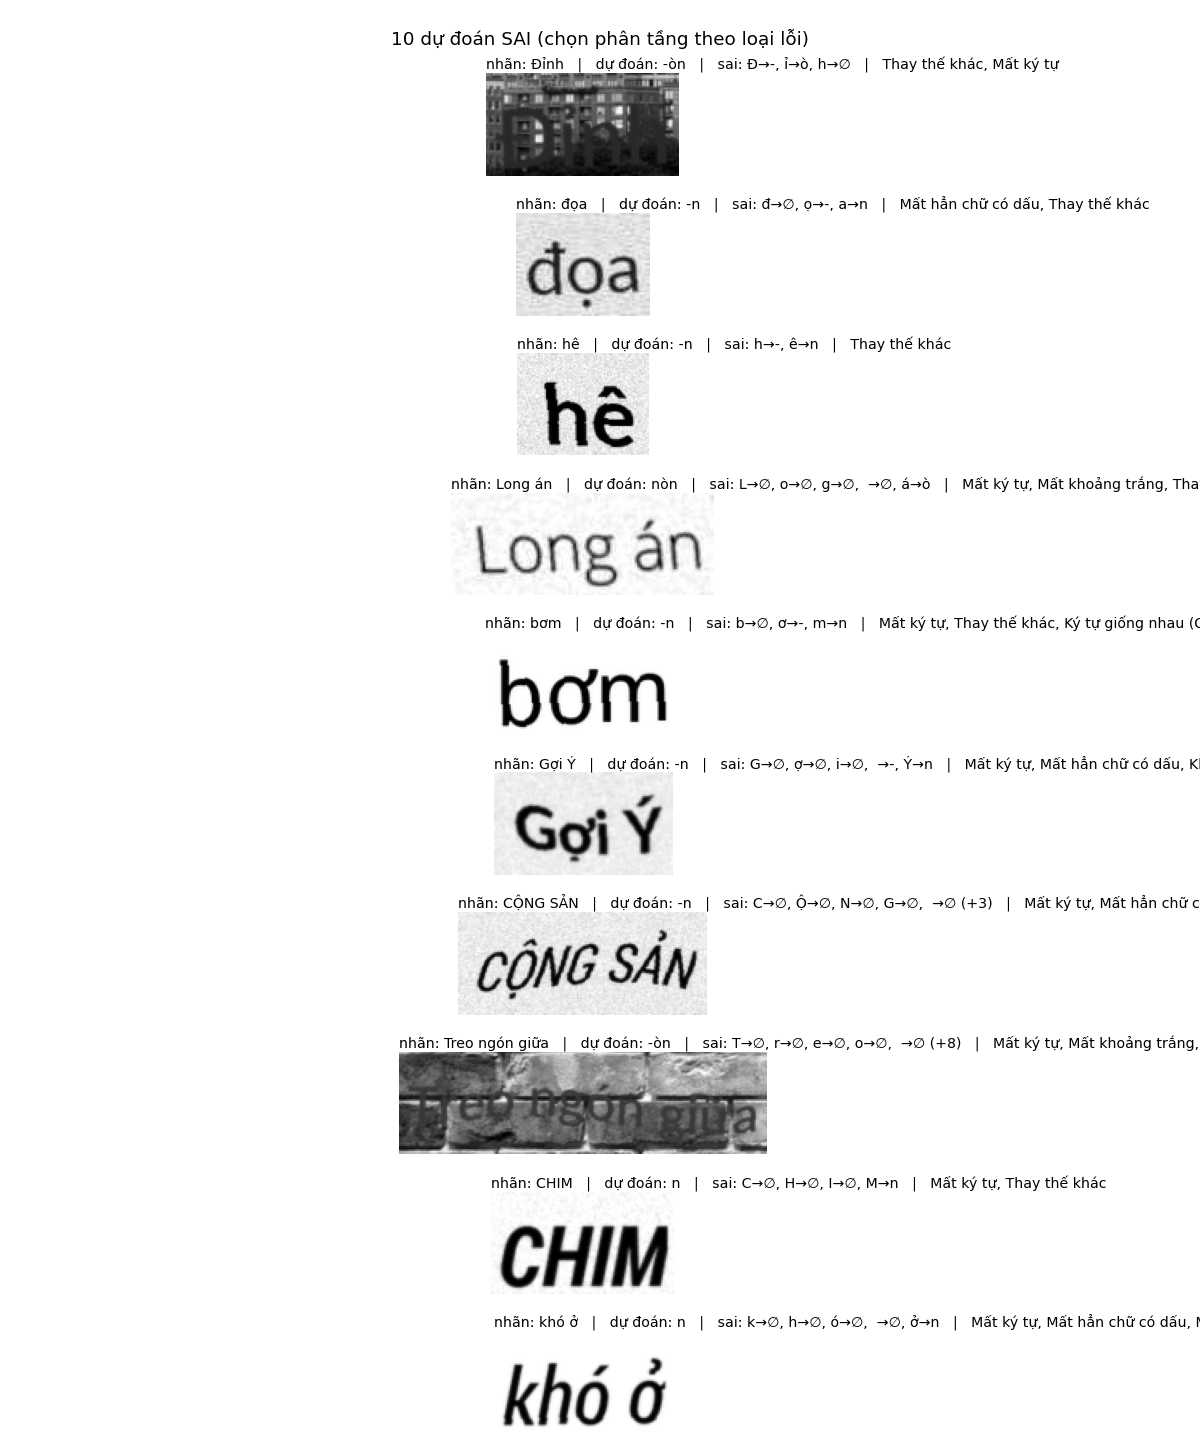 10 dự đoán SAI (chọn phân tầng theo loại lỗi)
nhãn: Đỉnh | dự đoán: -òn | sai: Đ→-, ỉ→ò, h→∅ | Thay thế khác, Mất ký tự
Đỉnh
nhãn: đọa | dự đoán: -n | sai: đ→∅, ọ→-, a→n | Mất hẳn chữ có dấu, Thay thế khác
đọa
nhãn: hê | dự đoán: -n | sai: h→-, ê→n | Thay thế khác
hê
nhãn: Long án | dự đoán: nòn | sai: L→∅, o→∅, g→∅, →∅, á→ò | Mất ký tự, Mất khoảng trắng, Tha
Long án
nhãn: bơm | dự đoán: -n | sai: b→∅, ơ→-, m→n | Mất ký tự, Thay thế khác, Ký tự giống nhau (
bơm
nhãn: Gợi Ý | dự đoán: -n | sai: G→∅, ợ→∅, i→∅, →-, Ý→n | Mất ký tự, Mất hẳn chữ có dấu, K
Gợi Ý
nhãn: CỘNG SẢN | dự đoán: -n | sai: C→∅, Ộ→∅, N→∅, G→∅, →∅ (+3) | Mất ký tự, Mất hẳn chữ c
CỘNG SẢN
nhãn: Treo ngón giữa | dự đoán: -òn | sai: T→∅, r→∅, e→∅, o→∅, →∅ (+8) | Mất ký tự, Mất khoảng trắng,
Treo ngón giữa
nhãn: CHIM | dự đoán: n | sai: C→∅, H→∅, I→∅, M→n | Mất ký tự, Thay thế khác
CHIM
nhãn: khó ở | dự đoán: n | sai: k→∅, h→∅, ó→∅, →∅, ở→n | Mất ký tự, Mất hẳn chữ có dấu,
khó ở